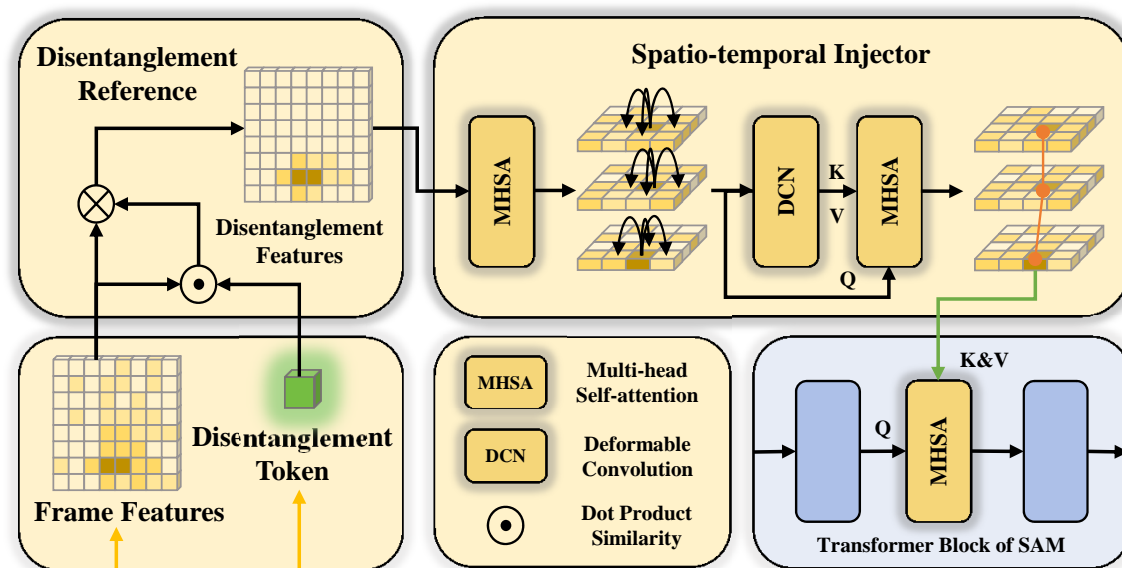 Disentanglement
Reference
Disentanglement
Features
Spatio-temporal Injector
MHSA
DCN
K
V
Q
MHSA
Frame Features
Disentanglement
Token
MHSA
Multi-head
Self-attention
DCN
Deformable
Convolution
Dot Product
Similarity
K&V
Q
MHSA
Transformer Block of SAM